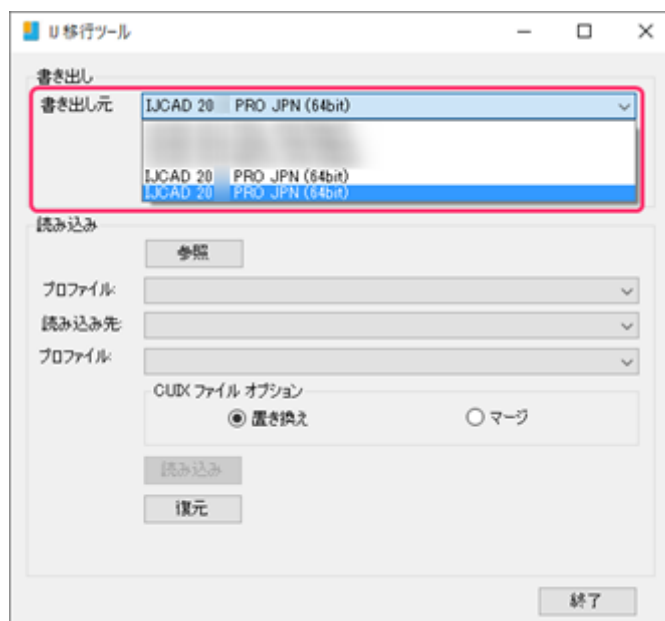 U 移行ツール
書き出し
書き出し元 IJCAD 20 PRO JPN (64bit)
IJCAD 20 PRO JPN (64bit)
IJCAD 20 PRO JPN (64bit)
読み込み
参照
プロファイル:
読み込み先:
プロファイル:
CUIX ファイル オプション
置き換え マージ
読み込み
復元
終了